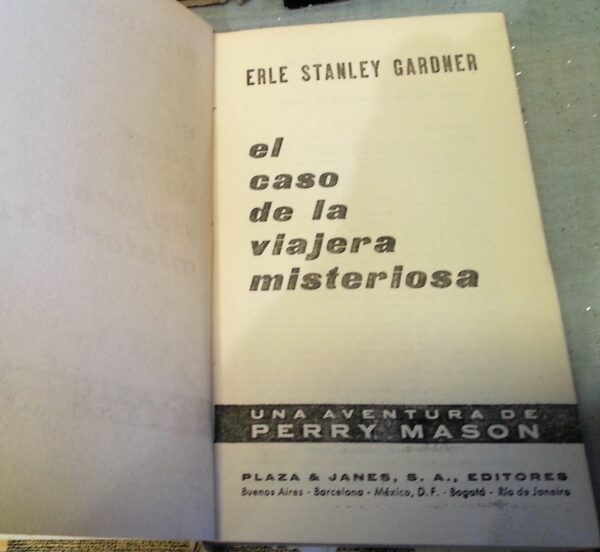 ERLE STANLEY GARDNER
el
caso
de la
viajera
misteriosa
UNA AVENTURA DE
PERRY MASON
PLAZA & JANES, S. A., EDITORES
Buenos Aires - Barcelona - México, D. F. - Bogotá - Río de Janeiro